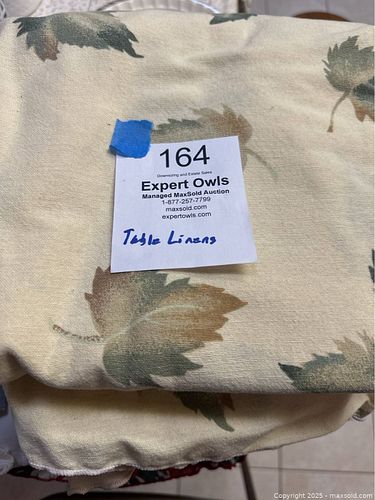 164
Downsizing and Estate Sales
Expert Owls
Managed MaxSold Auction
1-877-257-7799
maxsold.com
expertowls.com
Table Linens
Copyright © 2025 - maxsold.com